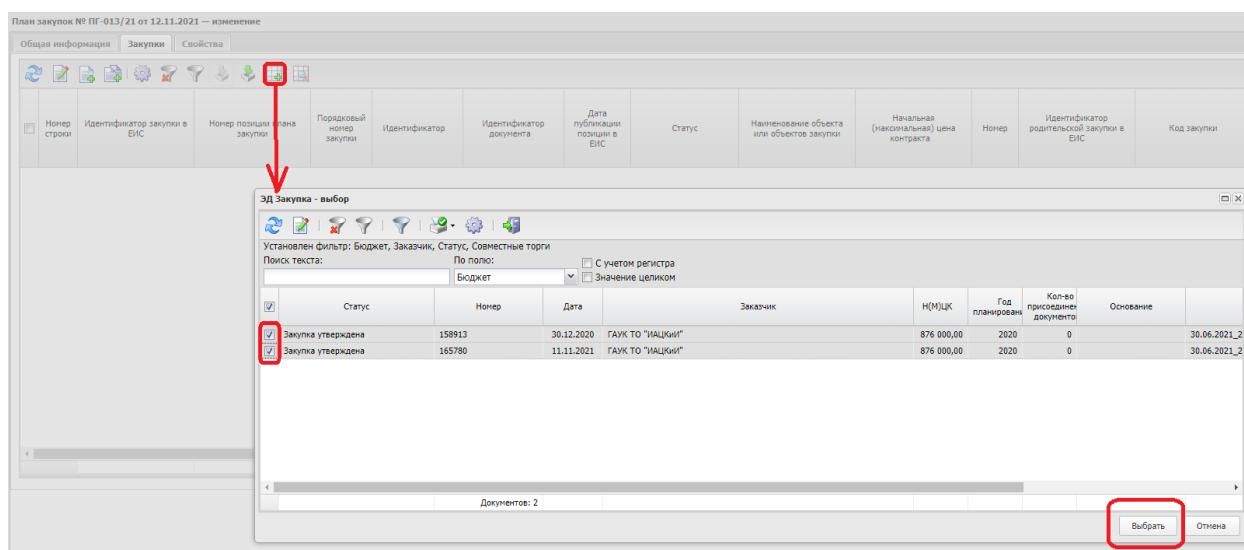 План закупок № ПГ-013/21 от 12.11.2021 — изменение
Общая информация Закупки Свойства
Номер строки Идентификатор закупки в ЕИС Номер позиции плана закупки Порядковый номер закупки Идентификатор Идентификатор документа Дата публикации позиции в ЕИС Статус Наименование объекта или объектов закупки Начальная (максимальная) цена контракта Номер Идентификатор родительской закупки в ЕИС Код закупки
ЭД Закупка - выбор
Установлен фильтр: Бюджет, Заказчик, Статус, Совместные торги
Поиск текста: По полю: С учетом регистра
Бюджет Значение целиком
Статус Номер Дата Заказчик Н(М)ЦК Год планировани Кол-во присоединен документо Основание
Закупка утверждена 158913 30.12.2020 ГАУК ТО "ИАЦКиИ" 876 000,00 2020 0 30.06.2021_2
Закупка утверждена 165780 11.11.2021 ГАУК ТО "ИАЦКиИ" 876 000,00 2020 0 30.06.2021_2
Документов: 2
Выбрать Отмена